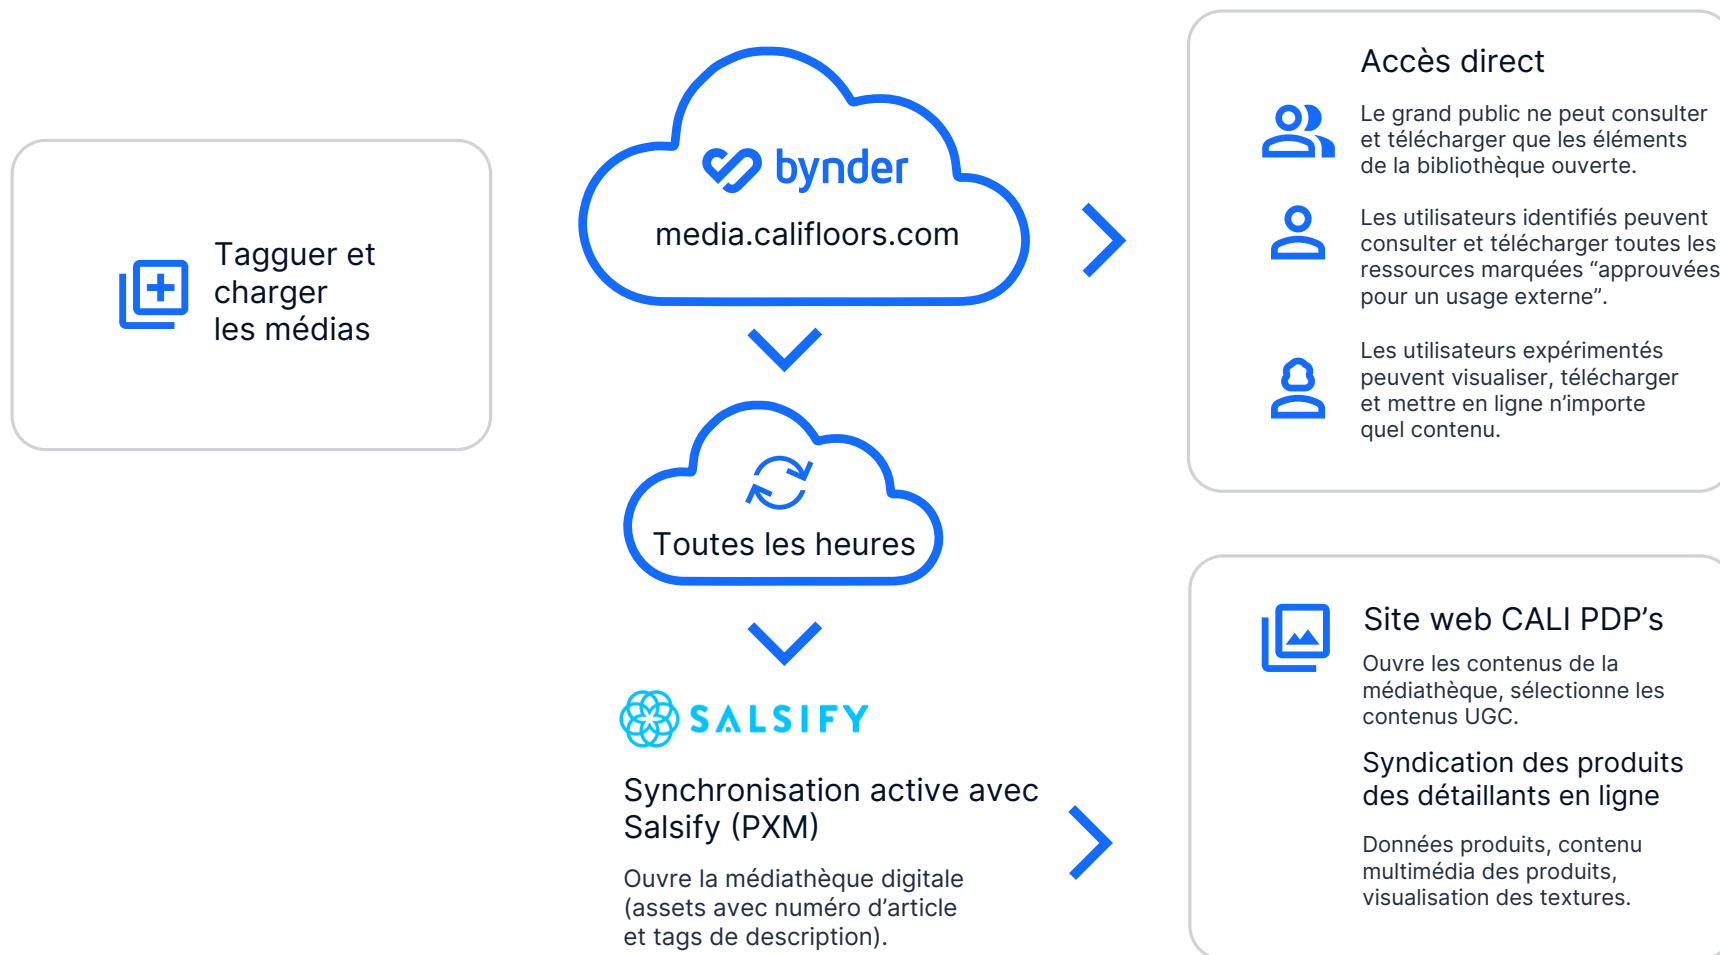 Tagguer et
charger
les médias
bynder
media.califloors.com
Toutes les heures
SALSIFY
Synchronisation active avec
Salsify (PXM)
Ouvre la médiathèque digitale
(assets avec numéro d’article
et tags de description).
Accès direct
Le grand public ne peut consulter
et télécharger que les éléments
de la bibliothèque ouverte.
Les utilisateurs identifiés peuvent
consulter et télécharger toutes les
ressources marquées “approuvées
pour un usage externe”.
Les utilisateurs expérimentés
peuvent visualiser, télécharger
et mettre en ligne n’importe
quel contenu.
Site web CALI PDP’s
Ouvre les contenus de la
médiathèque, sélectionne les
contenus UGC.
Syndication des produits
des détaillants en ligne
Données produits, contenu
multimédia des produits,
visualisation des textures.